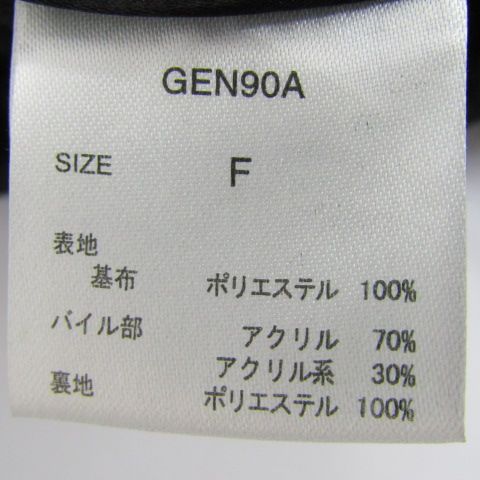 GEN90A
SIZE F
表地
基布 ポリエステル 100%
パイル部 アクリル 70%
アクリル系 30%
裏地 ポリエステル 100%